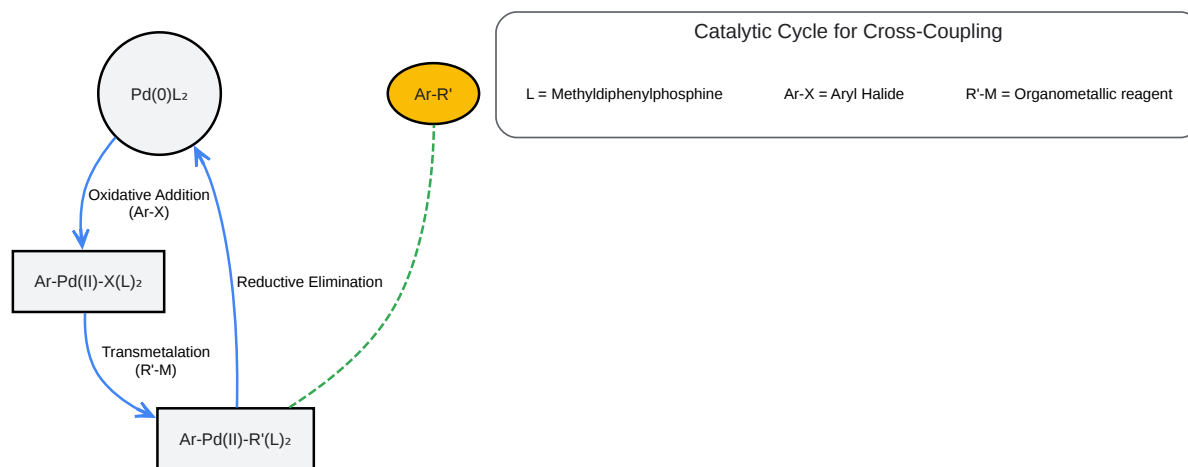 Catalytic Cycle for Cross-Coupling
L = Methyldiphenylphosphine
Ar-X = Aryl Halide
R'-M = Organometallic reagent
Pd(0)L₂
Ar-R'
Oxidative Addition
(Ar-X)
Ar-Pd(II)-X(L)₂
Reductive Elimination
Transmetalation
(R'-M)
Ar-Pd(II)-R'(L)₂